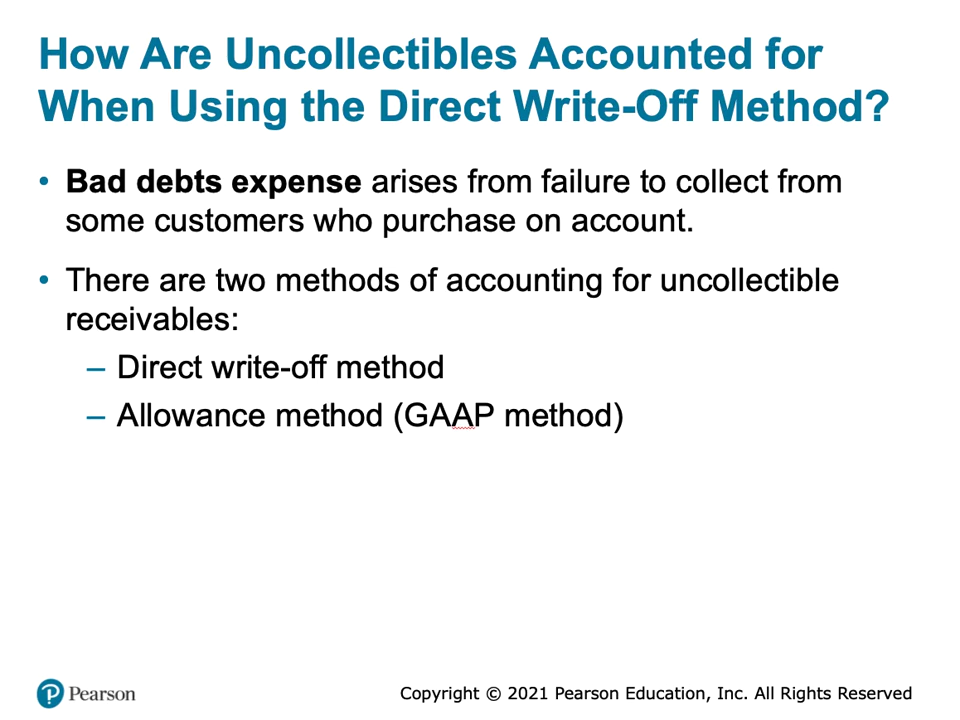 How Are Uncollectibles Accounted for
When Using the Direct Write-Off Method?
• Bad debts expense arises from failure to collect from
some customers who purchase on account.
• There are two methods of accounting for uncollectible
receivables:
– Direct write-off method
– Allowance method (GAAP method)
P Pearson
Copyright © 2021 Pearson Education, Inc. All Rights Reserved